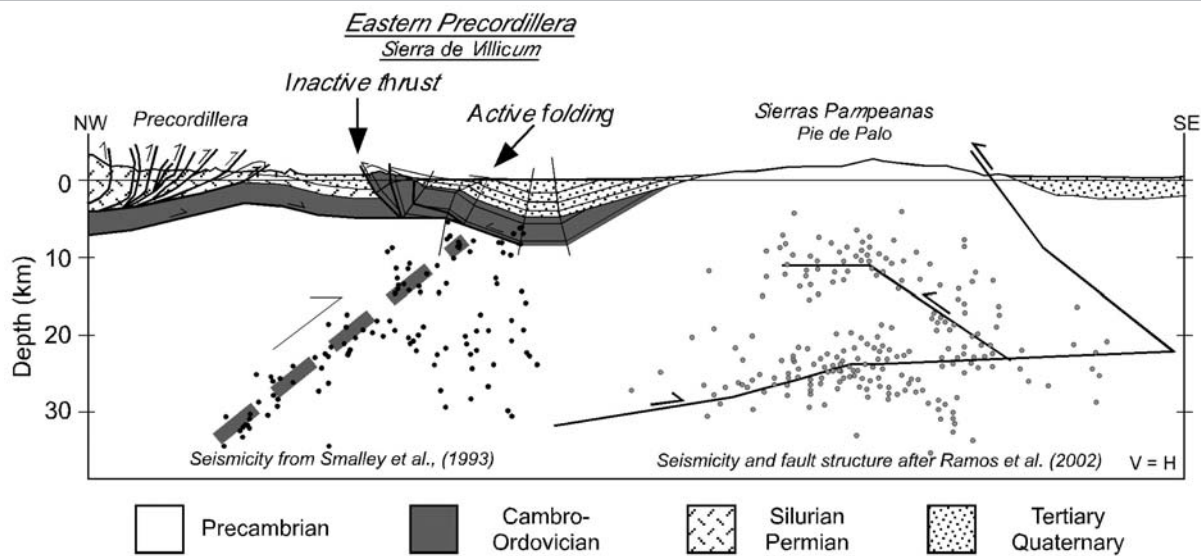 Eastern Precordillera
Sierra de Villicum
Inactive thrust
Active folding
NW
Precordillera
Sierras Pampeanas
Pie de Palo
SE
0
10
20
30
Depth (km)
Seismicity from Smalley et al., (1993)
Seismicity and fault structure after Ramos et al. (2002)
V = H
Precambrian
Cambro-
Ordovician
Silurian
Permian
Tertiary
Quaternary